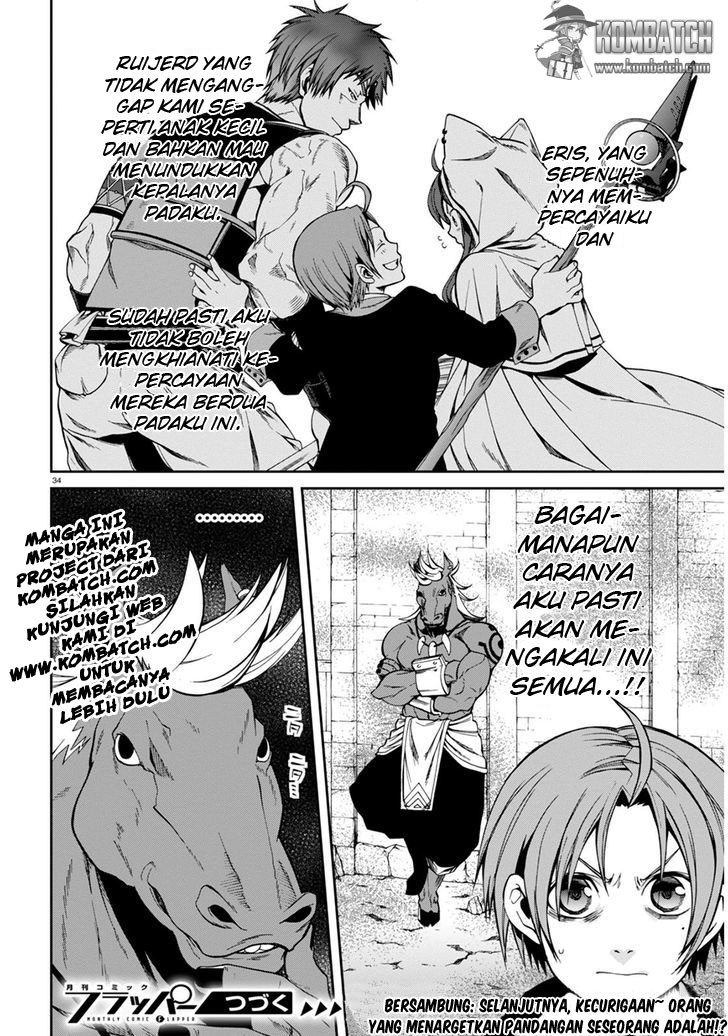 KOMBATCH
www.kombatch.com
RUIJERD YANG
TIDAK MENGANG-
GAP KAMI SE-
PERTI ANAK KECIL
DAN BAHKAN MAU
MENUNDUKKAN
KEPALANYA
PADAKU.
ERIS, YANG
SEPENUH-
NYA MEM-
PERCAYAIKU
DAN
SUDAH PASTI AKU
TIDAK BOLEH
MENGKHIANATI KE-
PERCAYAAN
MEREKA BERDUA
PADAKU INI.
34
BAGAI-
MANAPUN
CARANYA
AKU PASTI
AKAN ME-
NGAKALI INI
SEMUA...!!
.........
MANGA INI
MERUPAKAN
PROJECT DARI
KOMBATCH.COM
SILAHKAN
KUNJUNGI WEB
KAMI DI
WWW.KOMBATCH.COM
UNTUK
MEMBACANYA
LEBIH DULU
ニタ
ニタ
月刊コミック
フラッパー
MONTHLY COMIC FLAPPER
つづく
BERSAMBUNG: SELANJUTNYA, KECURIGAAN~ ORANG
YANG MENARGETKAN PANDANGAN SESEORANG ADALAH!?